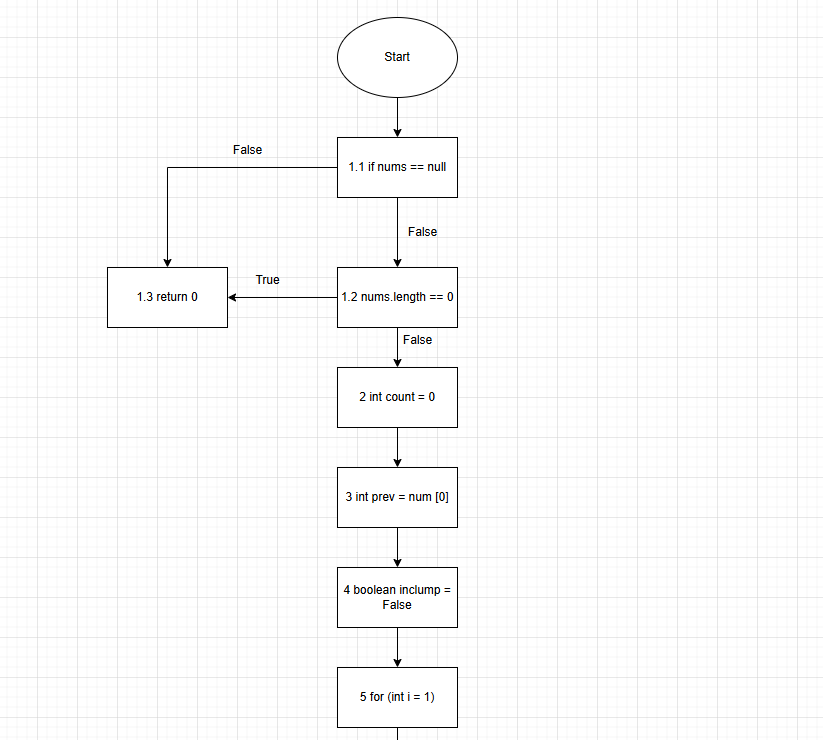 Start
False
1.1 if nums == null
False
True
1.3 return 0
1.2 nums.length == 0
False
2 int count = 0
3 int prev = num [0]
4 boolean inclump =
False
5 for (int i = 1)